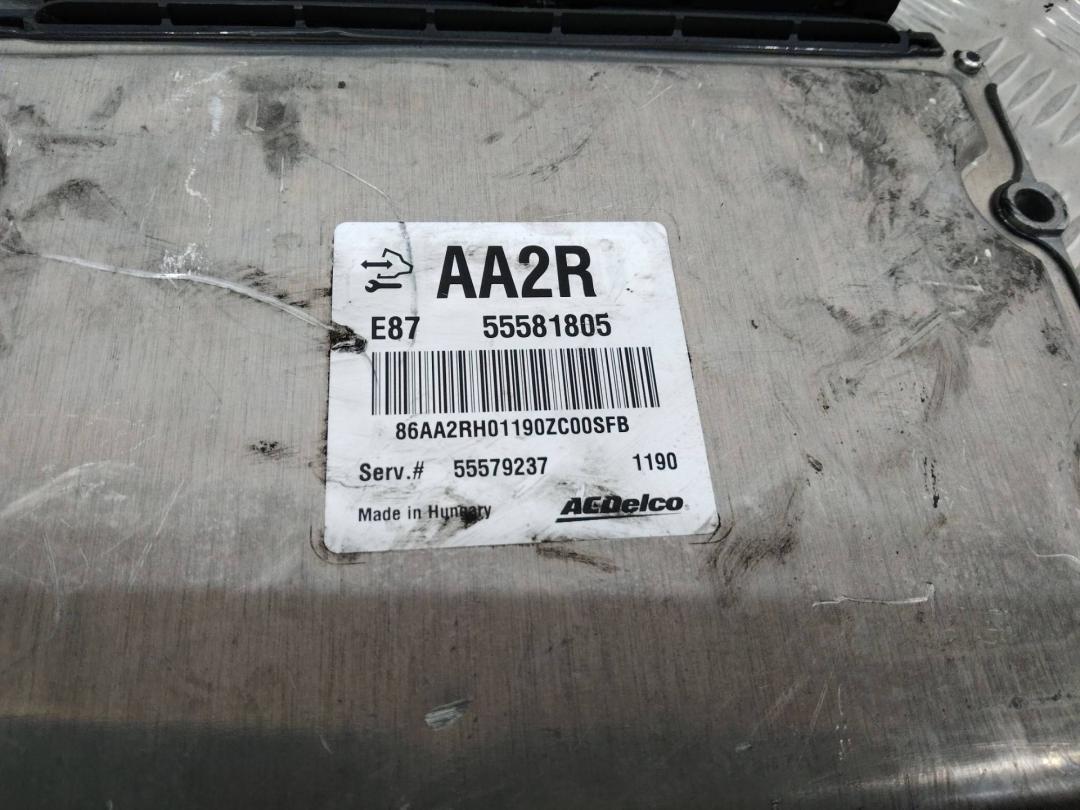 AA2R
E87 55581805
86AA2RH01190ZC00SFB
Serv.# 55579237 1190
Made in Hungary ACDelco